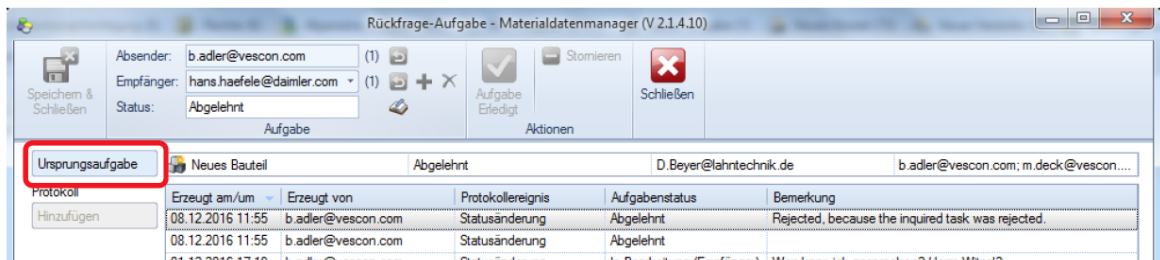 Rückfrage-Aufgabe - Materialdatenmanager (V 2.1.4.10)
Speichern & Schließen
Absender: b.adler@vescon.com (1)
Empfänger: hans.haefele@daimler.com (1)
Status: Abgelehnt
Aufgabe
Aufgabe Erledigt
Stornieren
Schließen
Aktionen
Ursprungsaufgabe
Neues Bauteil Abgelehnt D.Beyer@lahntechnik.de b.adler@vescon.com; m.deck@vescon....
Protokoll
Hinzufügen
Erzeugt am/um Erzeugt von Protokollereignis Aufgabenstatus Bemerkung
08.12.2016 11:55 b.adler@vescon.com Statusänderung Abgelehnt Rejected, because the inquired task was rejected.
08.12.2016 11:55 b.adler@vescon.com Statusänderung Abgelehnt